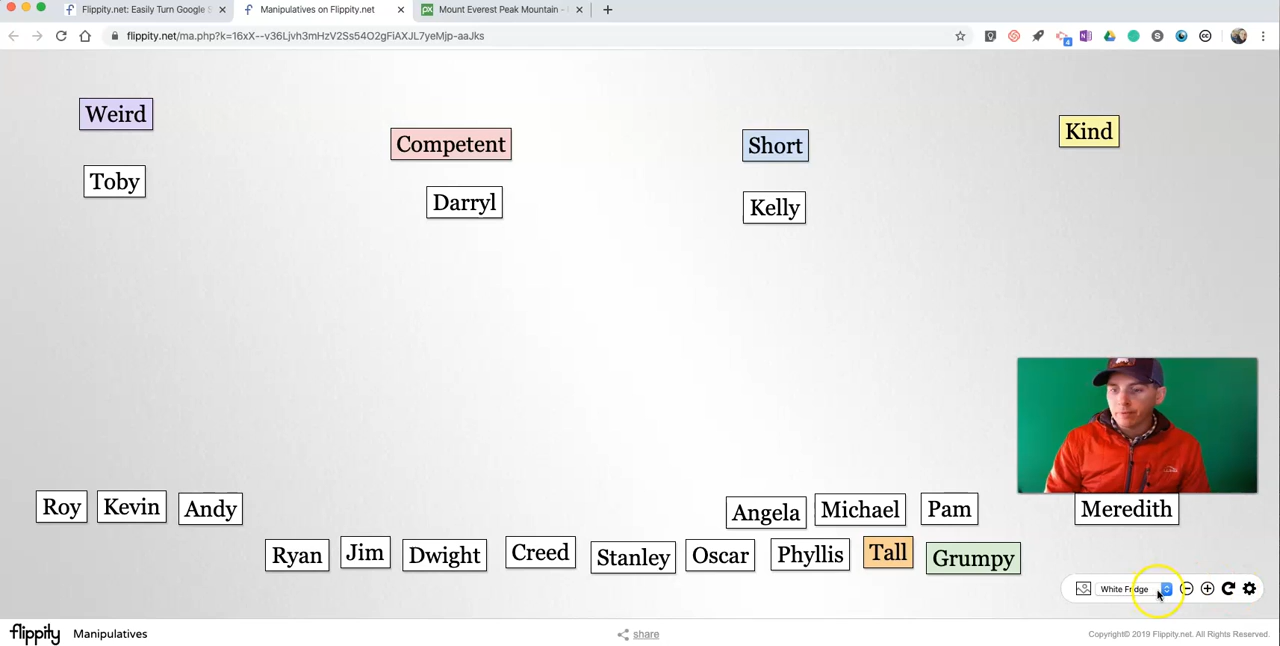 Flippity.net: Easily Turn Google S
Manipulatives on Flippity.net
Mount Everest Peak Mountain -
flippity.net/ma.php?k=16xX--v36Ljvh3mHzV2Ss54O2gFiAXJL7yeMjp-aaJks
Weird
Competent
Short
Kind
Toby
Darryl
Kelly
Roy Kevin Andy
Angela Michael Pam
Meredith
Ryan Jim Dwight Creed Stanley Oscar Phyllis Tall Grumpy
White Fridge
flippity Manipulatives
share
Copyright© 2019 Flippity.net. All Rights Reserved.